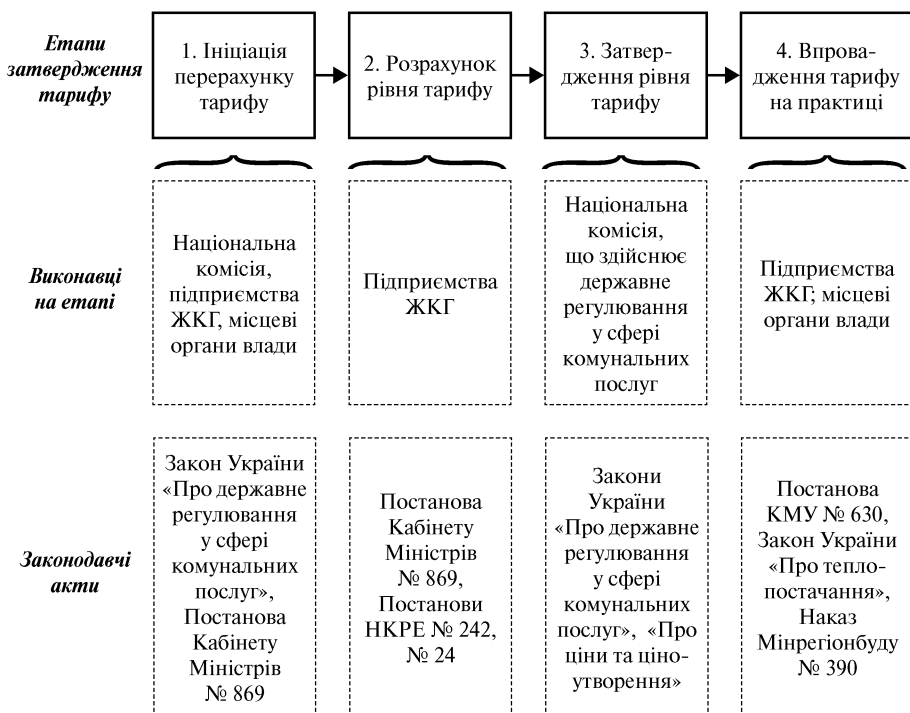 Етапи
затвердження
тарифу
1. Ініціація
перерахунку
тарифу
2. Розрахунок
рівня тарифу
3. Затвер-
дження рівня
тарифу
4. Впрова-
дження тарифу
на практиці
Виконавці
на етапі
Національна
комісія,
підприємства
ЖКГ, місцеві
органи влади
Підприємства
ЖКГ
Національна
комісія,
що здійснює
державне
регулювання
у сфері
комунальних
послуг
Підприємства
ЖКГ; місцеві
органи влади
Законодавчі
акти
Закон України
«Про державне
регулювання
у сфері
комунальних
послуг»,
Постанова
Кабінету
Міністрів
№ 869
Постанова
Кабінету
Міністрів
№ 869,
Постанови
НКРЕ № 242,
№ 24
Закони
України
«Про державне
регулювання
у сфері
комунальних
послуг», «Про
ціни та ціно-
утворення»
Постанова
КМУ № 630,
Закон України
«Про тепло-
постачання»,
Наказ
Мінрегіонбуду
№ 390